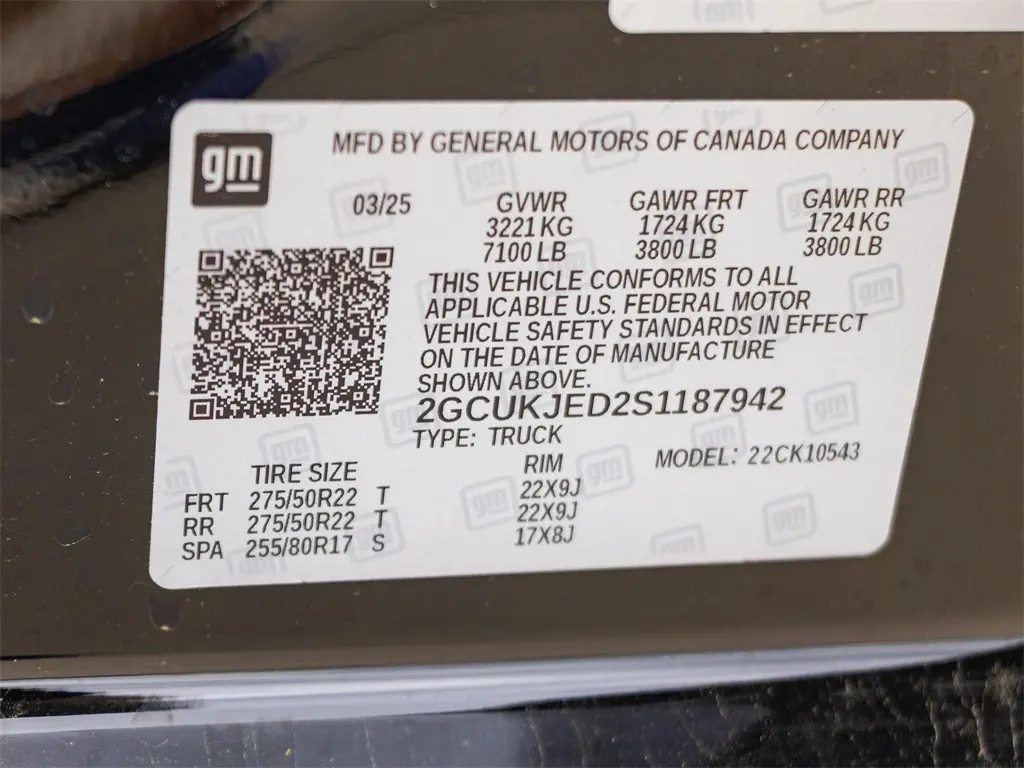 gm
MFD BY GENERAL MOTORS OF CANADA COMPANY
03/25 GVWR GAWR FRT GAWR RR
3221 KG 1724 KG 1724 KG
7100 LB 3800 LB 3800 LB
THIS VEHICLE CONFORMS TO ALL
APPLICABLE U.S. FEDERAL MOTOR
VEHICLE SAFETY STANDARDS IN EFFECT
ON THE DATE OF MANUFACTURE
SHOWN ABOVE.
2GCUKJED2S1187942
TYPE: TRUCK
MODEL: 22CK10543
TIRE SIZE RIM
FRT 275/50R22 T 22X9J
RR 275/50R22 T 22X9J
SPA 255/80R17 S 17X8J